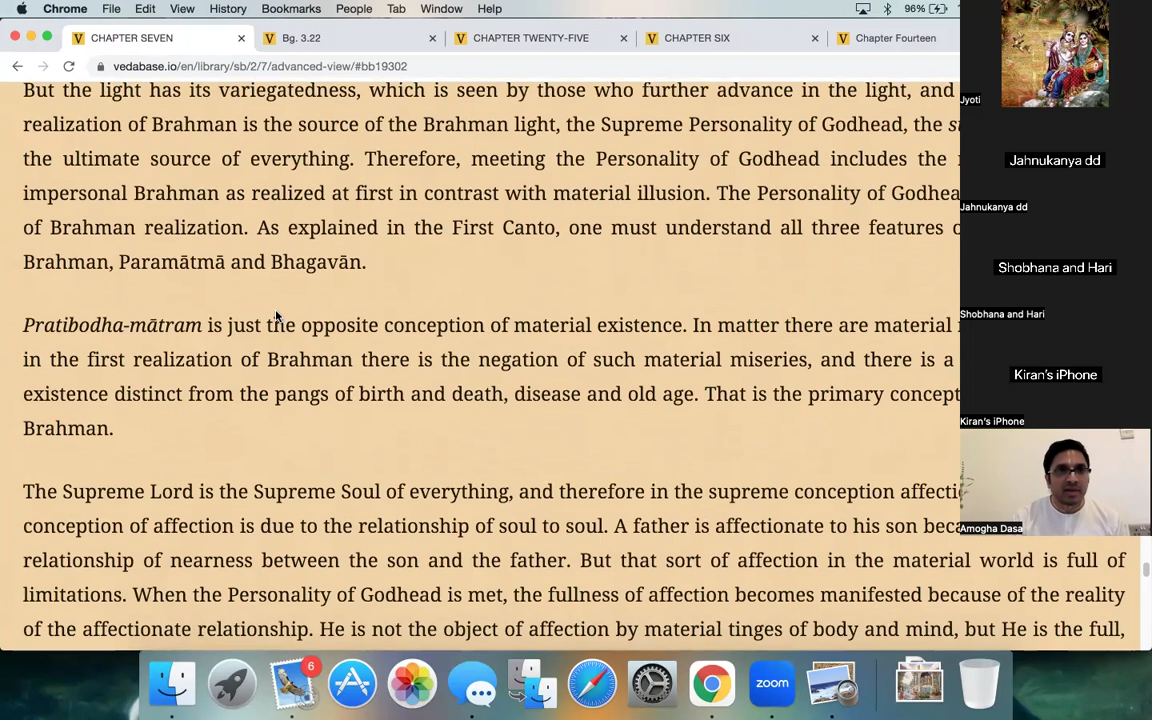 Chrome File Edit View History Bookmarks People Tab Window Help 96%
CHAPTER SEVEN
Bg. 3.22
CHAPTER TWENTY-FIVE
CHAPTER SIX
Chapter Fourteen
vedabase.io/en/library/sb/2/7/advanced-view/#bb19302
But the light has its variegatedness, which is seen by those who further advance in the light, and
realization of Brahman is the source of the Brahman light, the Supreme Personality of Godhead, the
the ultimate source of everything. Therefore, meeting the Personality of Godhead includes the
impersonal Brahman as realized at first in contrast with material illusion. The Personality of Godhea
of Brahman realization. As explained in the First Canto, one must understand all three features
Brahman, Paramātmā and Bhagavān.
Pratibodha-mātram is just the opposite conception of material existence. In matter there are material
in the first realization of Brahman there is the negation of such material miseries, and there is a
existence distinct from the pangs of birth and death, disease and old age. That is the primary concept
Brahman.
The Supreme Lord is the Supreme Soul of everything, and therefore in the supreme conception affecti
conception of affection is due to the relationship of soul to soul. A father is affectionate to his son beca
relationship of nearness between the son and the father. But that sort of affection in the material world is full of
limitations. When the Personality of Godhead is met, the fullness of affection becomes manifested because of the reality
of the affectionate relationship. He is not the object of affection by material tinges of body and mind, but He is the full,
Jyoti
Jahnukanya dd
Jahnukanya dd
Shobhana and Hari
Shobhana and Hari
Kiran's iPhone
Kiran's iPhone
Amogha Dasa
6
zoom